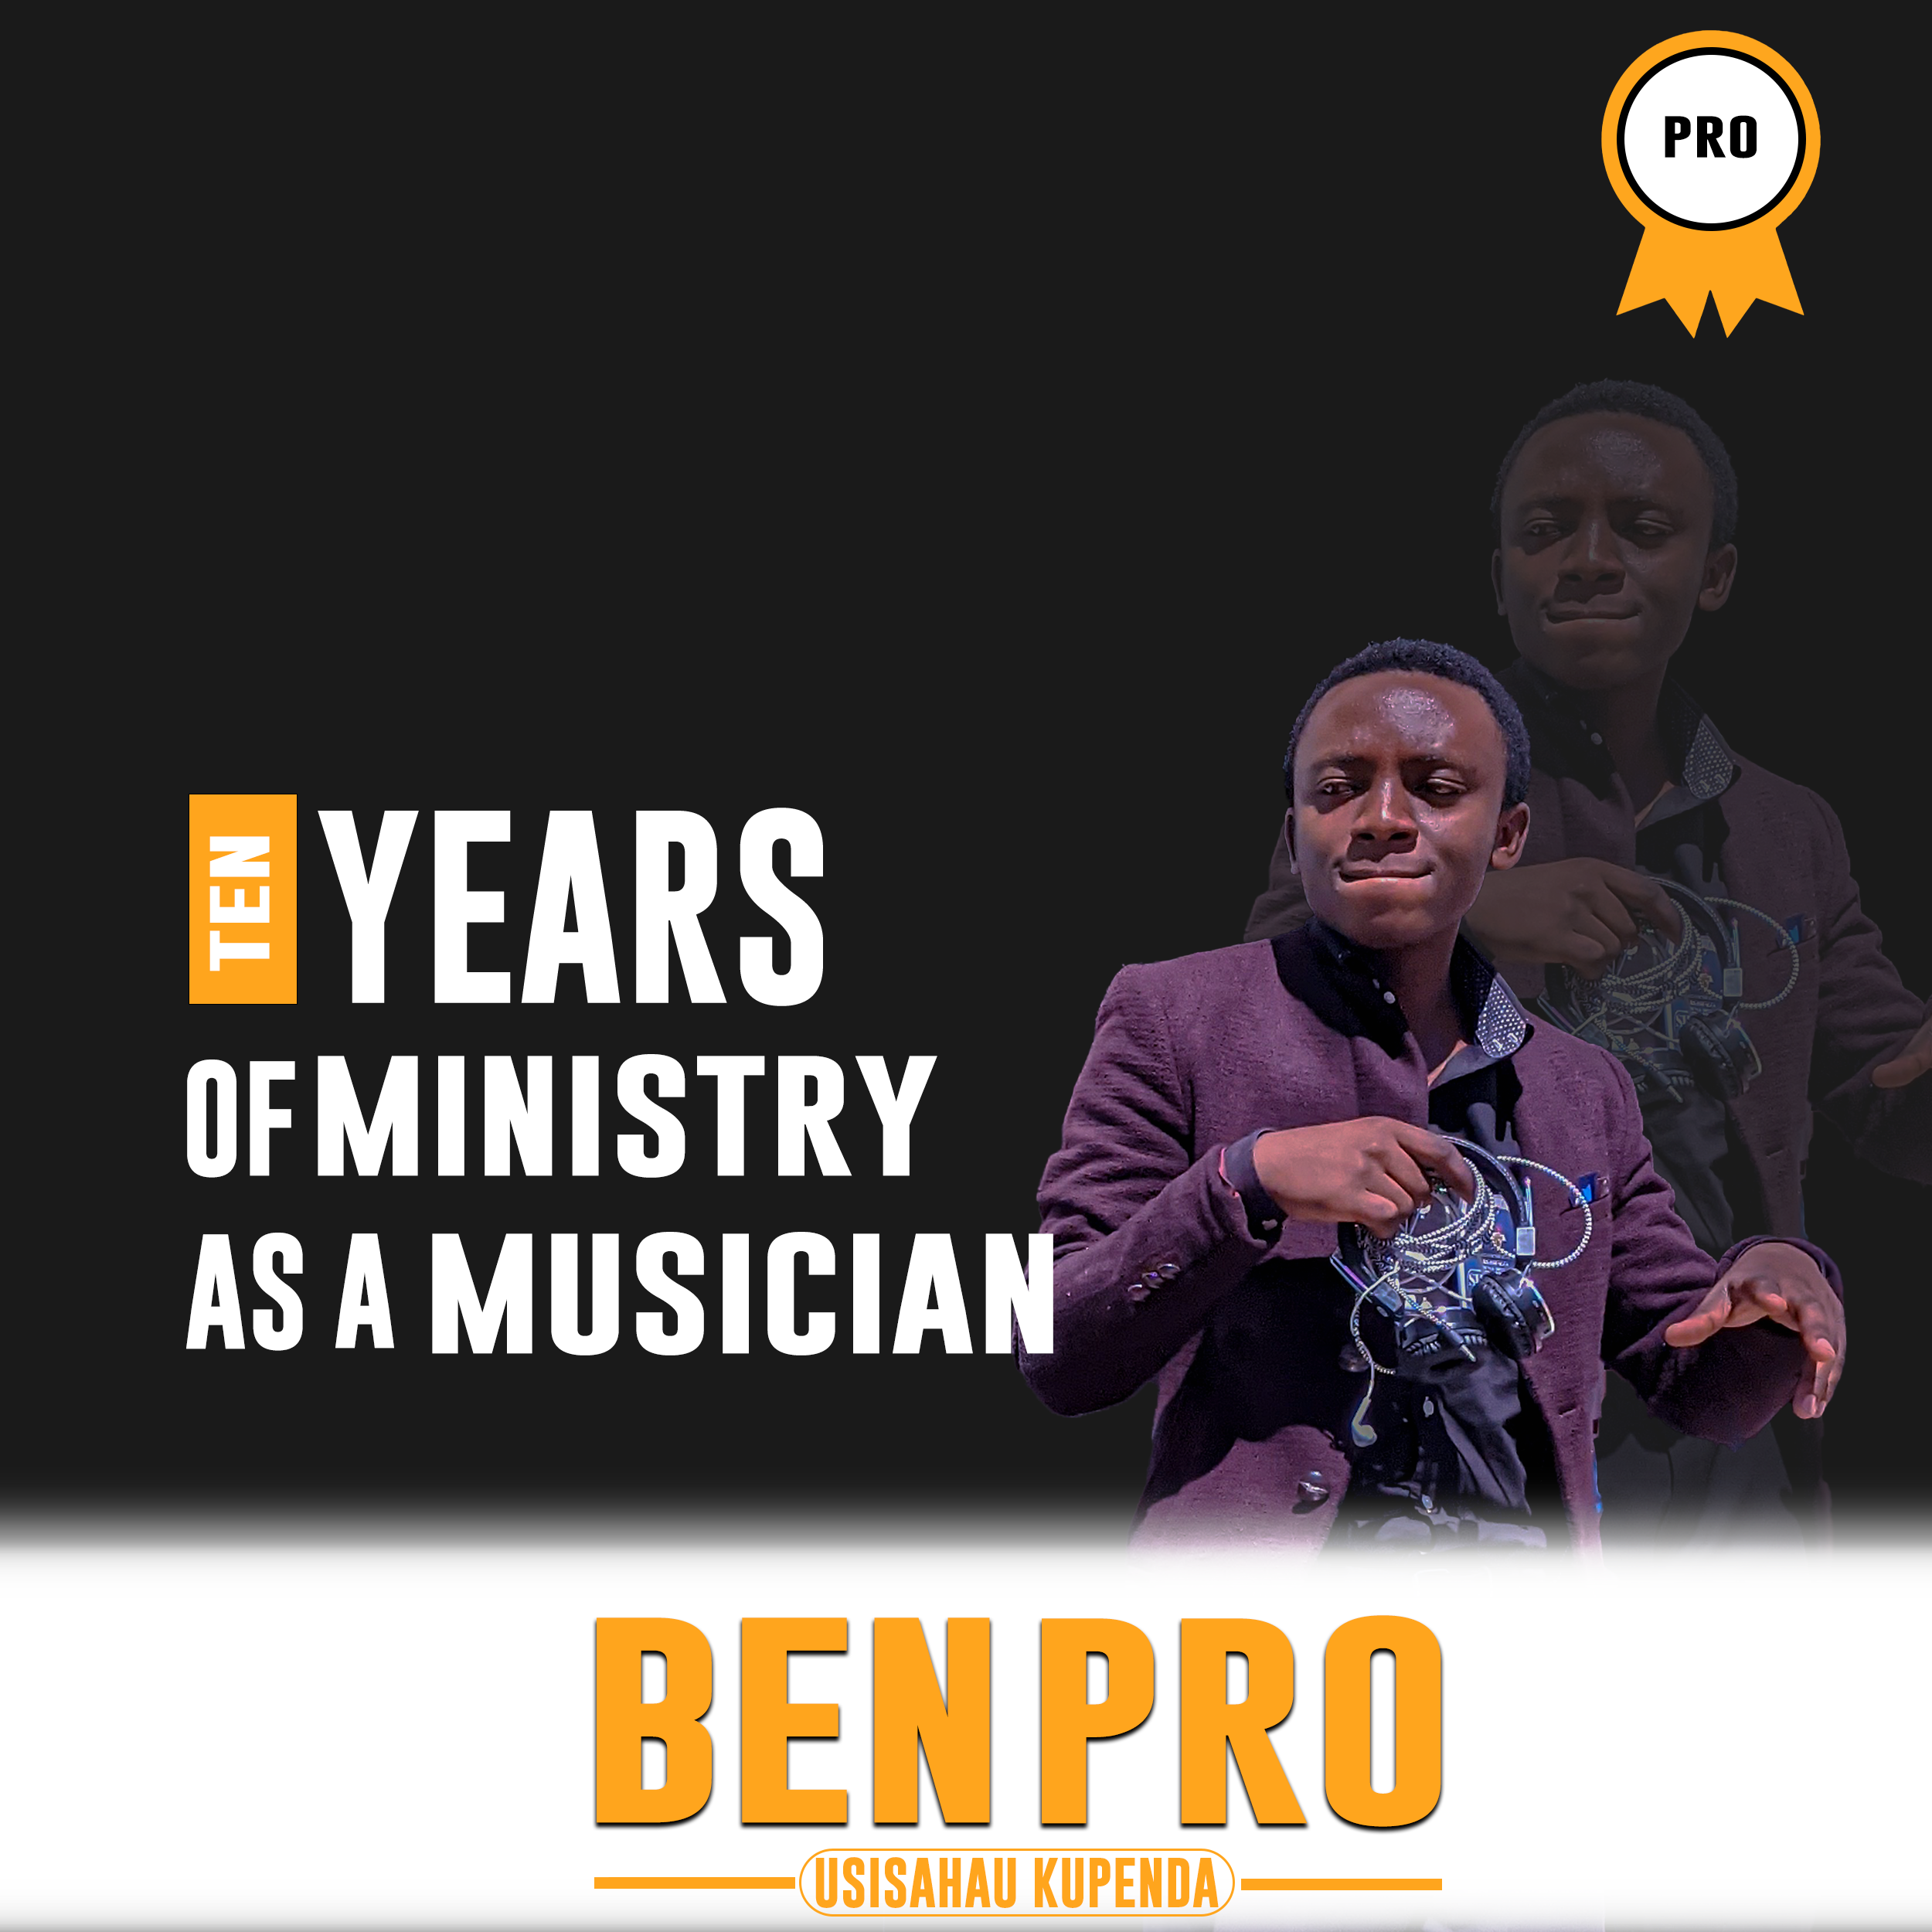 PRO
TEN YEARS
OF MINISTRY
AS A MUSICIAN
BEN PRO
USISAHAU KUPENDA